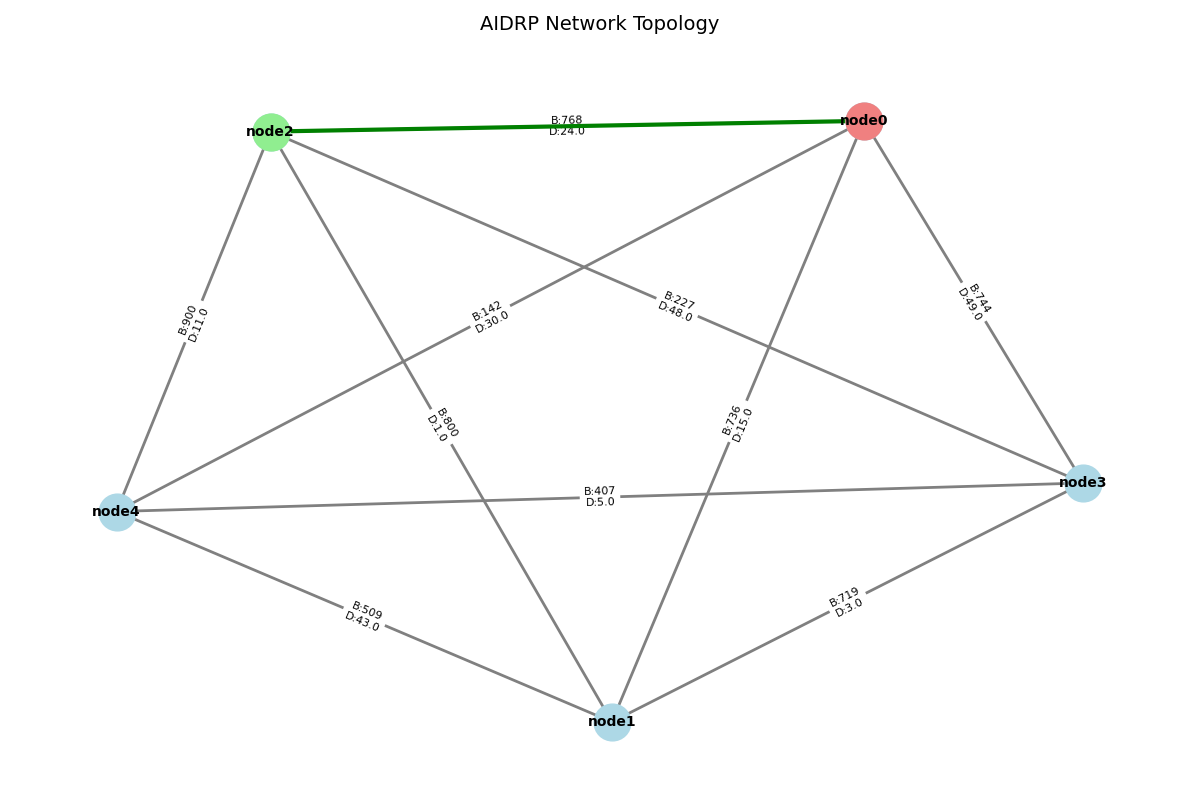 AIDRP Network Topology
node2
node0
B:768
D:24.0
B:900
D:11.0
B:142
D:30.0
B:227
D:48.0
B:744
D:49.0
B:800
D:1.0
B:736
D:15.0
node3
B:407
D:5.0
node4
B:509
D:43.0
B:719
D:3.0
node1